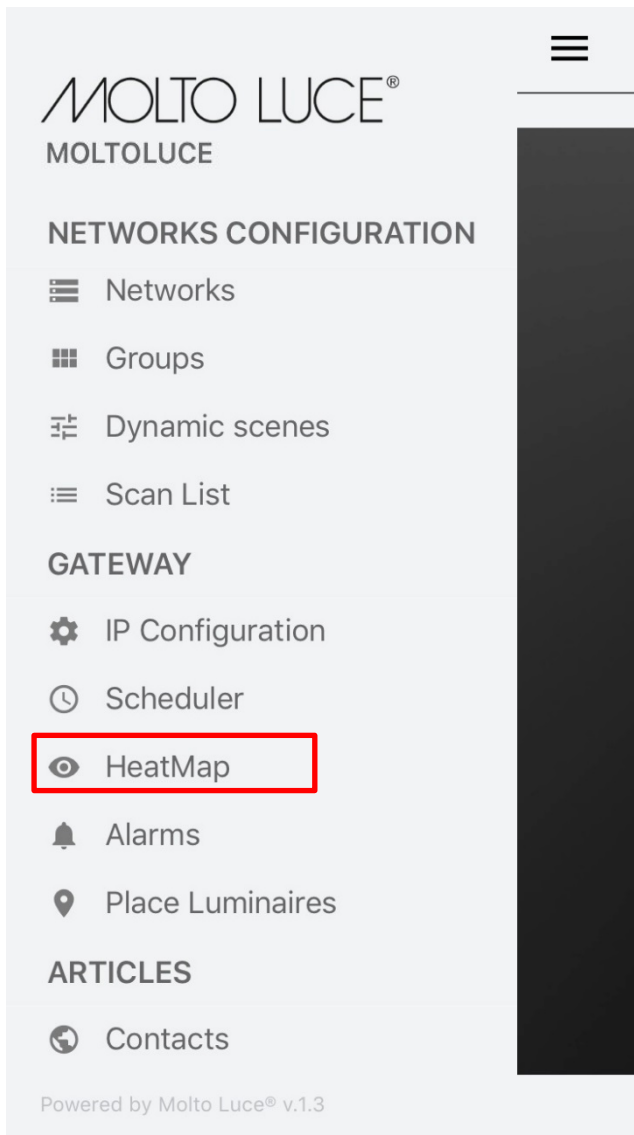 MOLTO LUCE®
MOLTOLUCE
NETWORKS CONFIGURATION
Networks
Groups
Dynamic scenes
Scan List
GATEWAY
IP Configuration
Scheduler
HeatMap
Alarms
Place Luminaires
ARTICLES
Contacts
Powered by Molto Luce® v.1.3